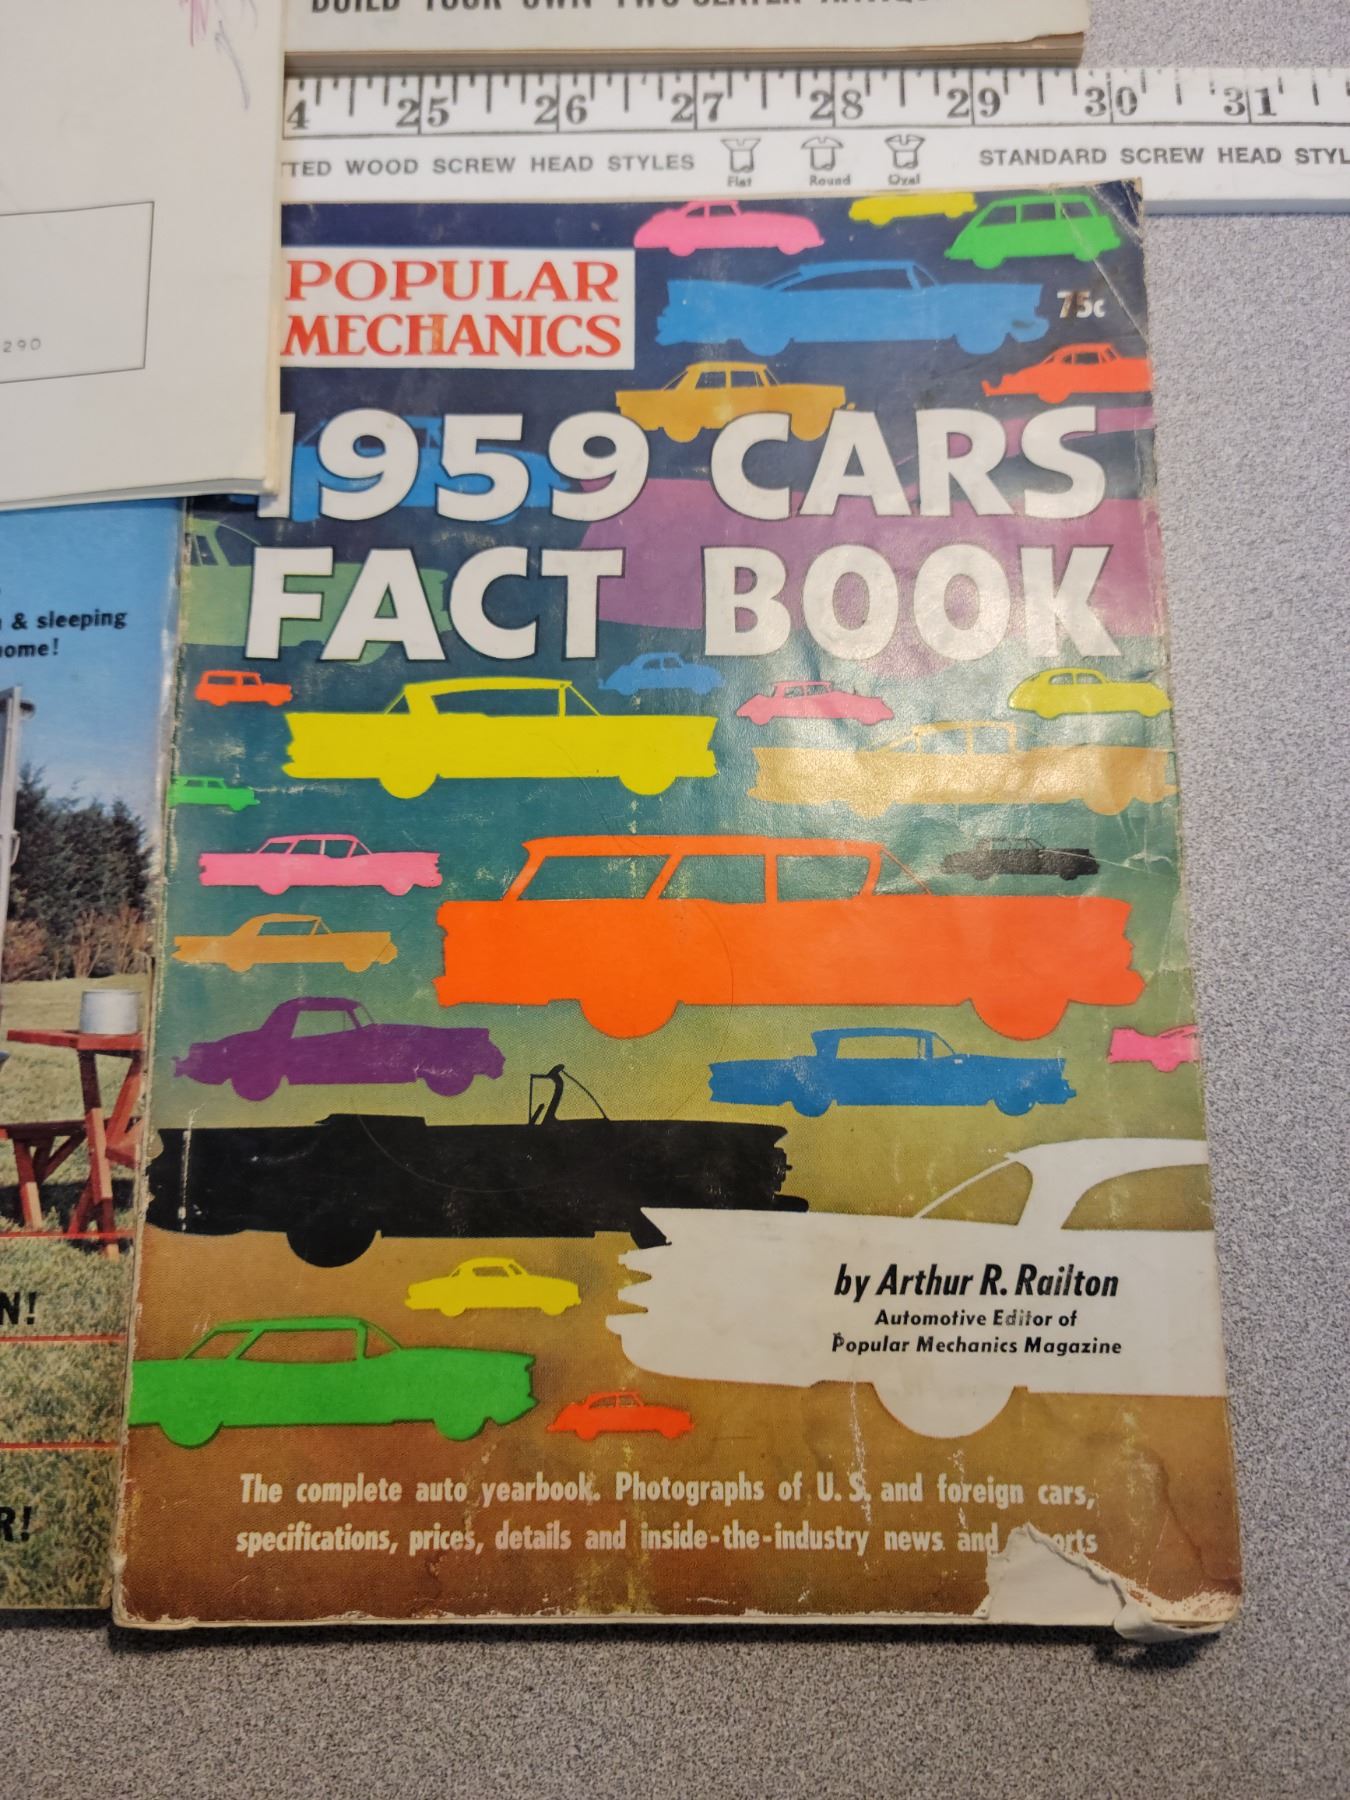 BUILD YOUR OWN TWO-SEATER
4 25 26 27 28 29 30 31
WOOD SCREW HEAD STYLES
Flat Round Oval
STANDARD SCREW HEAD
290
POPULAR
MECHANICS
75c
1959 CARS
FACT BOOK
& sleeping
ome!
N!
R!
by Arthur R. Railton
Automotive Editor of
Popular Mechanics Magazine
The complete auto yearbook. Photographs of U.S. and foreign cars,
specifications, prices, details and inside-the-industry news and